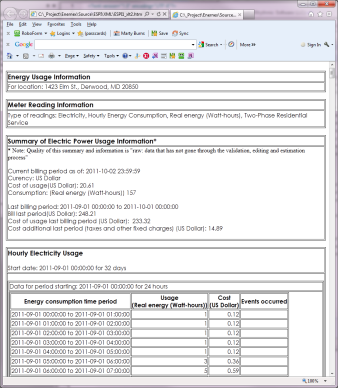 C:\_Project\Enernex\Source\ESPI\XML\ESPI2_alt2.html
C:\_Project\Enernex\Source...
File Edit View Favorites Tools Help
RoboForm Logins (passcards) Marty Burns Save Sync
Google Search More » Sign In
Page Safety Tools
Energy Usage Information
For location: 1423 Elm St., Derwood, MD 20850
Meter Reading Information
Type of readings: Electricity, Hourly Energy Consumption, Real energy (Watt-hours), Two-Phase Residential
Service
Summary of Electric Power Usage Information*
* Note: Quality of this summary and information is "raw: data that has not gone through the validation, editing and estimation
process"
Current billing period as of: 2011-10-02 23:59:59
Currency: US Dollar
Cost of usage(US Dollar): 20.61
Consumption: (Real energy (Watt-hours)) 157
Last billing period: 2011-09-01 00:00:00 to 2011-10-01 00:00:00
Bill last period(US Dollar): 248.21
Cost of usage last billing period (US Dollar): 233.32
Cost additional last period (taxes and other fixed charges) (US Dollar): 14.89
Hourly Electricity Usage
Start date: 2011-09-01 00:00:00 for 32 days
Data for period starting: 2011-09-01 00:00:00 for 24 hours
Energy consumption time period Usage (Real energy (Watt-hours)) Cost (US Dollar) Events occurred
2011-09-01 00:00:00 to 2011-09-01 01:00:00 1 0.12
2011-09-01 01:00:00 to 2011-09-01 02:00:00 1 0.12
2011-09-01 02:00:00 to 2011-09-01 03:00:00 1 0.12
2011-09-01 03:00:00 to 2011-09-01 04:00:00 1 0.12
2011-09-01 04:00:00 to 2011-09-01 05:00:00 1 0.12
2011-09-01 05:00:00 to 2011-09-01 06:00:00 3 0.36
2011-09-01 06:00:00 to 2011-09-01 07:00:00 5 0.59
100%